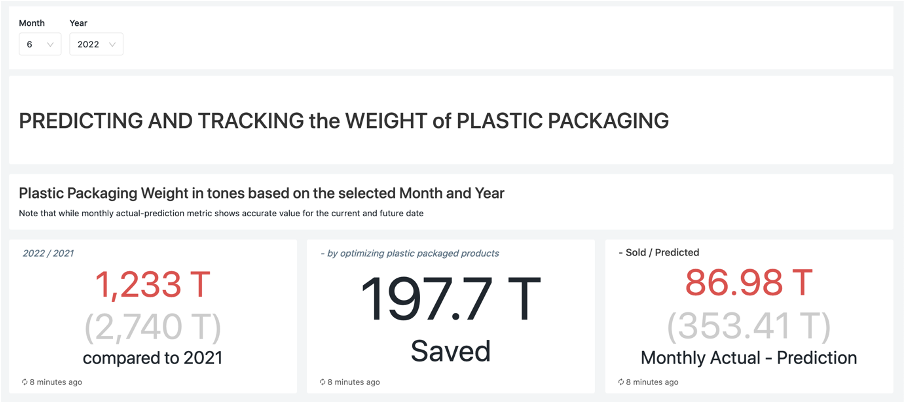 Month Year
6 2022
PREDICTING AND TRACKING the WEIGHT of PLASTIC PACKAGING
Plastic Packaging Weight in tones based on the selected Month and Year
Note that while monthly actual-prediction metric shows accurate value for the current and future date
2022 / 2021
1,233 T
(2,740 T)
compared to 2021
8 minutes ago
- by optimizing plastic packaged products
197.7 T
Saved
8 minutes ago
- Sold / Predicted
86.98 T
(353.41 T)
Monthly Actual - Prediction
8 minutes ago